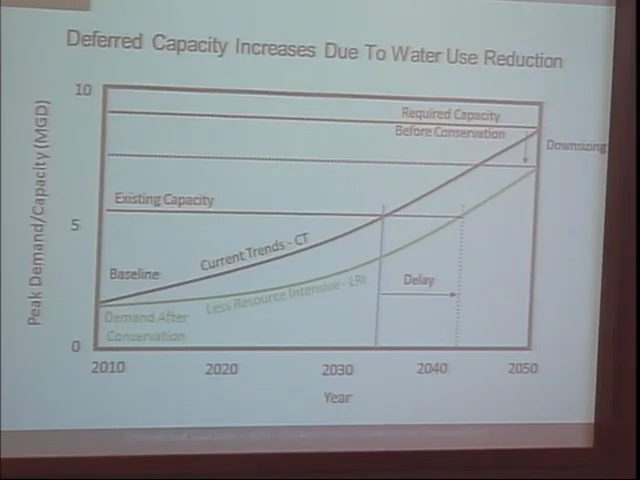 Deferred Capacity Increases Due To Water Use Reduction
Peak Demand/Capacity (MGD)
10
5
0
Required Capacity
Before Conservation
Downsizing
Existing Capacity
Current Trends - CT
Baseline
Less Resource Intensive - LRI
Delay
Demand After
Conservation
2010 2020 2030 2040 2050
Year